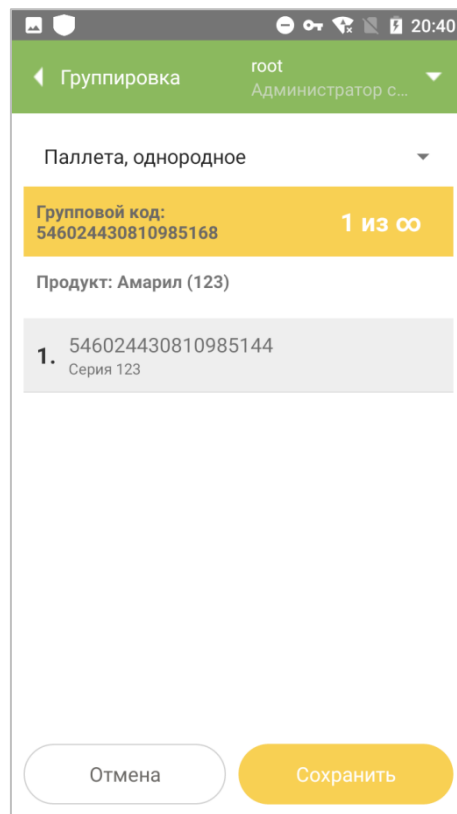 20:40
Группировка
root
Администратор с...
Паллета, однородное
Групповой код:
546024430810985168
1 из ∞
Продукт: Амарил (123)
1.
546024430810985144
Серия 123
Отмена
Сохранить